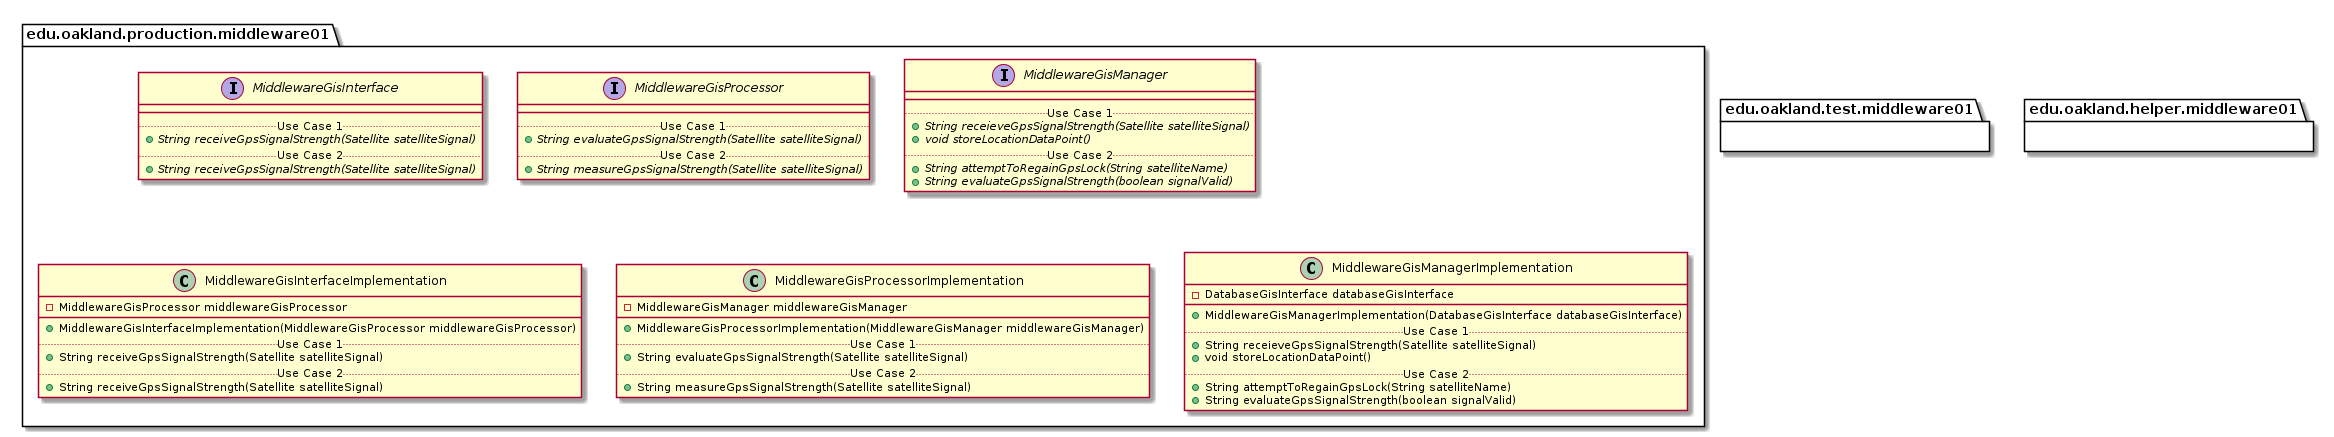 edu.oakland.production.middleware01
I MiddlewareGisInterface
Use Case 1
String receiveGpsSignalStrength(Satellite satelliteSignal)
Use Case 2
String receiveGpsSignalStrength(Satellite satelliteSignal)
I MiddlewareGisProcessor
Use Case 1
String evaluateGpsSignalStrength(Satellite satelliteSignal)
Use Case 2
String measureGpsSignalStrength(Satellite satelliteSignal)
I MiddlewareGisManager
Use Case 1
String receieveGpsSignalStrength(Satellite satelliteSignal)
void storeLocationDataPoint()
Use Case 2
String attemptToRegainGpsLock(String satelliteName)
String evaluateGpsSignalStrength(boolean signalValid)
edu.oakland.test.middleware01
edu.oakland.helper.middleware01
C MiddlewareGisInterfaceImplementation
MiddlewareGisProcessor middlewareGisProcessor
MiddlewareGisInterfaceImplementation(MiddlewareGisProcessor middlewareGisProcessor)
Use Case 1
String receiveGpsSignalStrength(Satellite satelliteSignal)
Use Case 2
String receiveGpsSignalStrength(Satellite satelliteSignal)
C MiddlewareGisProcessorImplementation
MiddlewareGisManager middlewareGisManager
MiddlewareGisProcessorImplementation(MiddlewareGisManager middlewareGisManager)
Use Case 1
String evaluateGpsSignalStrength(Satellite satelliteSignal)
Use Case 2
String measureGpsSignalStrength(Satellite satelliteSignal)
C MiddlewareGisManagerImplementation
DatabaseGisInterface databaseGisInterface
MiddlewareGisManagerImplementation(DatabaseGisInterface databaseGisInterface)
Use Case 1
String receieveGpsSignalStrength(Satellite satelliteSignal)
void storeLocationDataPoint()
Use Case 2
String attemptToRegainGpsLock(String satelliteName)
String evaluateGpsSignalStrength(boolean signalValid)